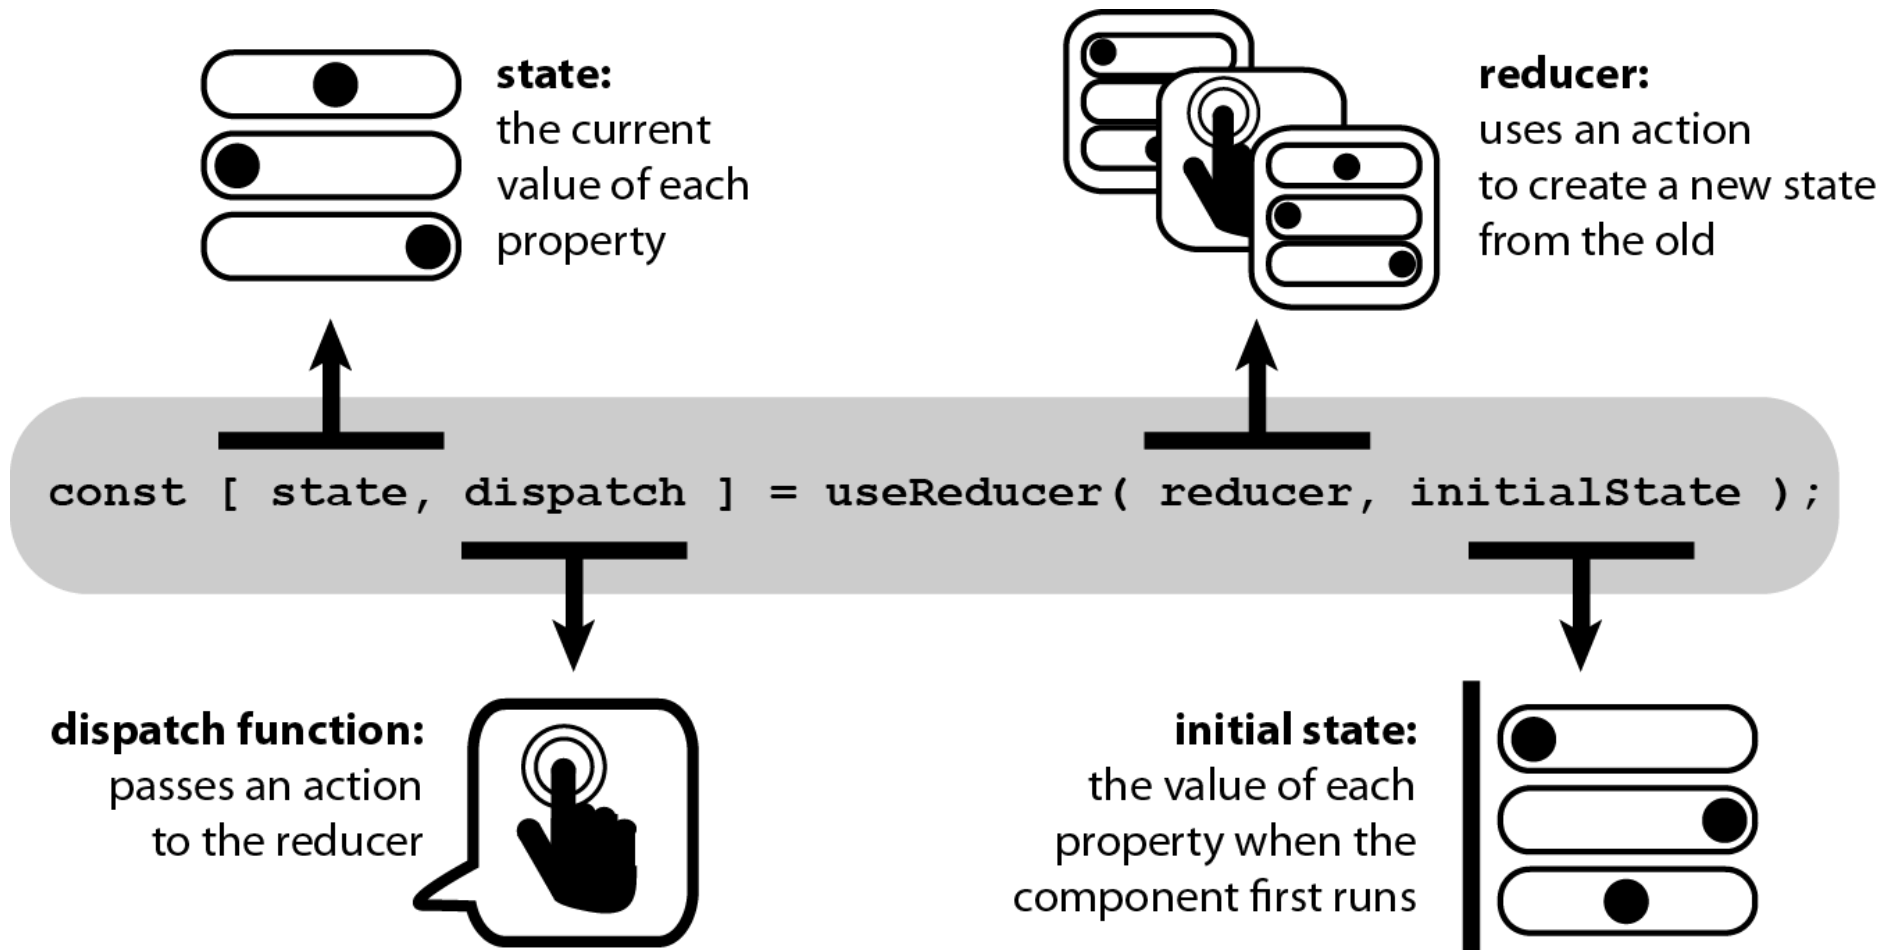 state:
the current
value of each
property
reducer:
uses an action
to create a new state
from the old
const [ state, dispatch ] = useReducer( reducer, initialState );
dispatch function:
passes an action
to the reducer
initial state:
the value of each
property when the
component first runs